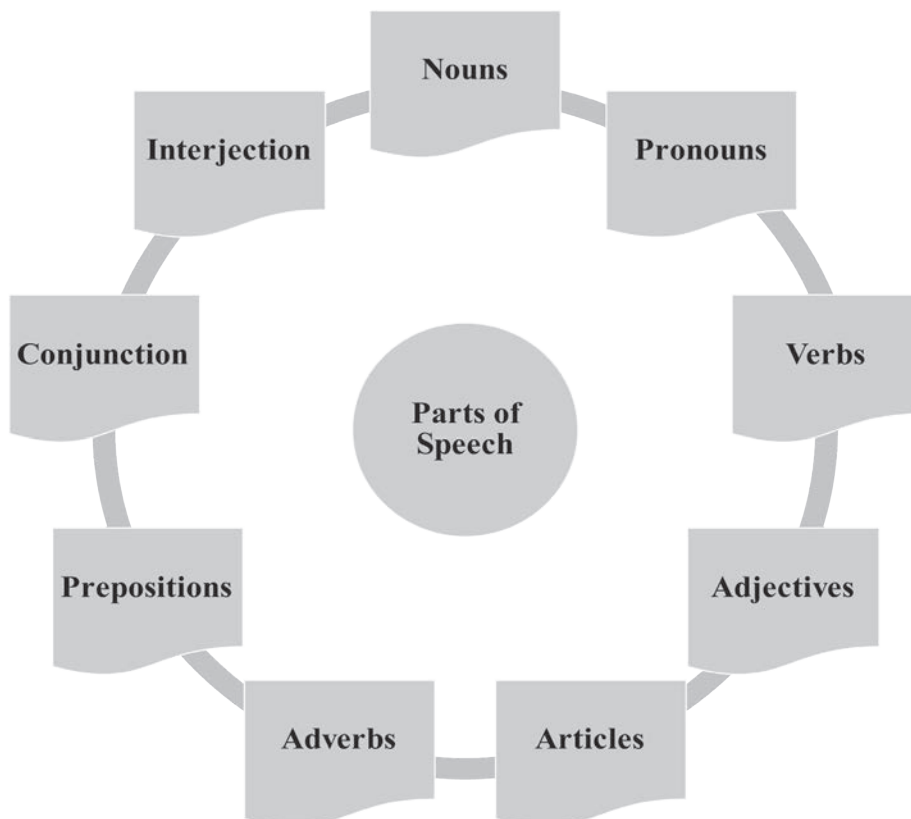 Nouns
Pronouns
Verbs
Adjectives
Articles
Adverbs
Prepositions
Conjunction
Interjection
Parts of
Speech